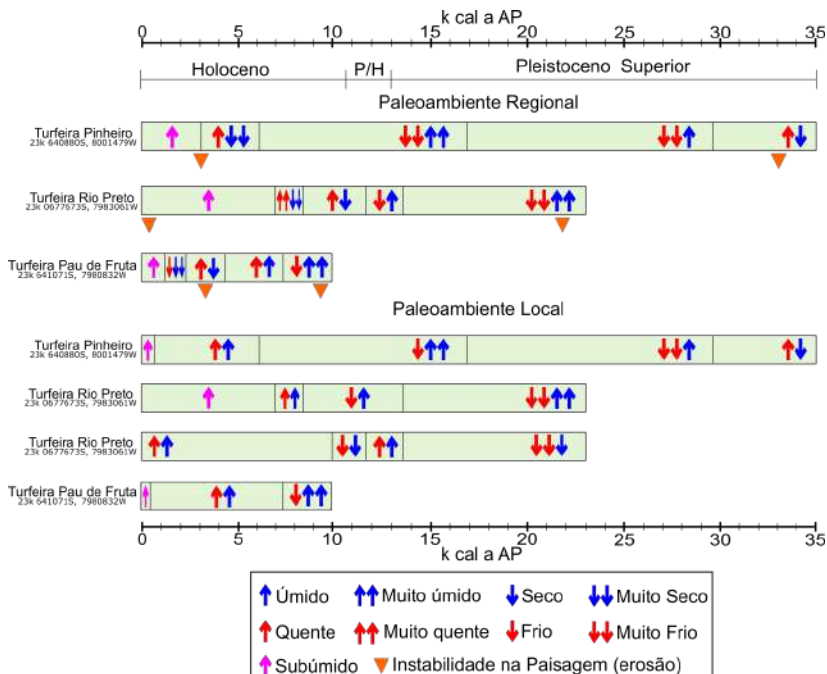 k cal a AP
0 5 10 15 20 25 30 35
Holoceno P/H Pleistoceno Superior
Paleoambiente Regional
Turfeira Pinheiro
23k 640880S, 8001479W
Turfeira Rio Preto
23k 0677673S, 7983061W
Turfeira Pau de Fruta
23k 641071S, 7980832W
Paleoambiente Local
Turfeira Pinheiro
23k 640880S, 8001479W
Turfeira Rio Preto
23k 0677673S, 7983061W
Turfeira Rio Preto
23k 0677673S, 7983061W
Turfeira Pau de Fruta
23k 641071S, 7980832W
0 5 10 15 20 25 30 35
k cal a AP
Úmido Muito úmido Seco Muito Seco
Quente Muito quente Frio Muito Frio
Subúmido Instabilidade na Paisagem (erosão)